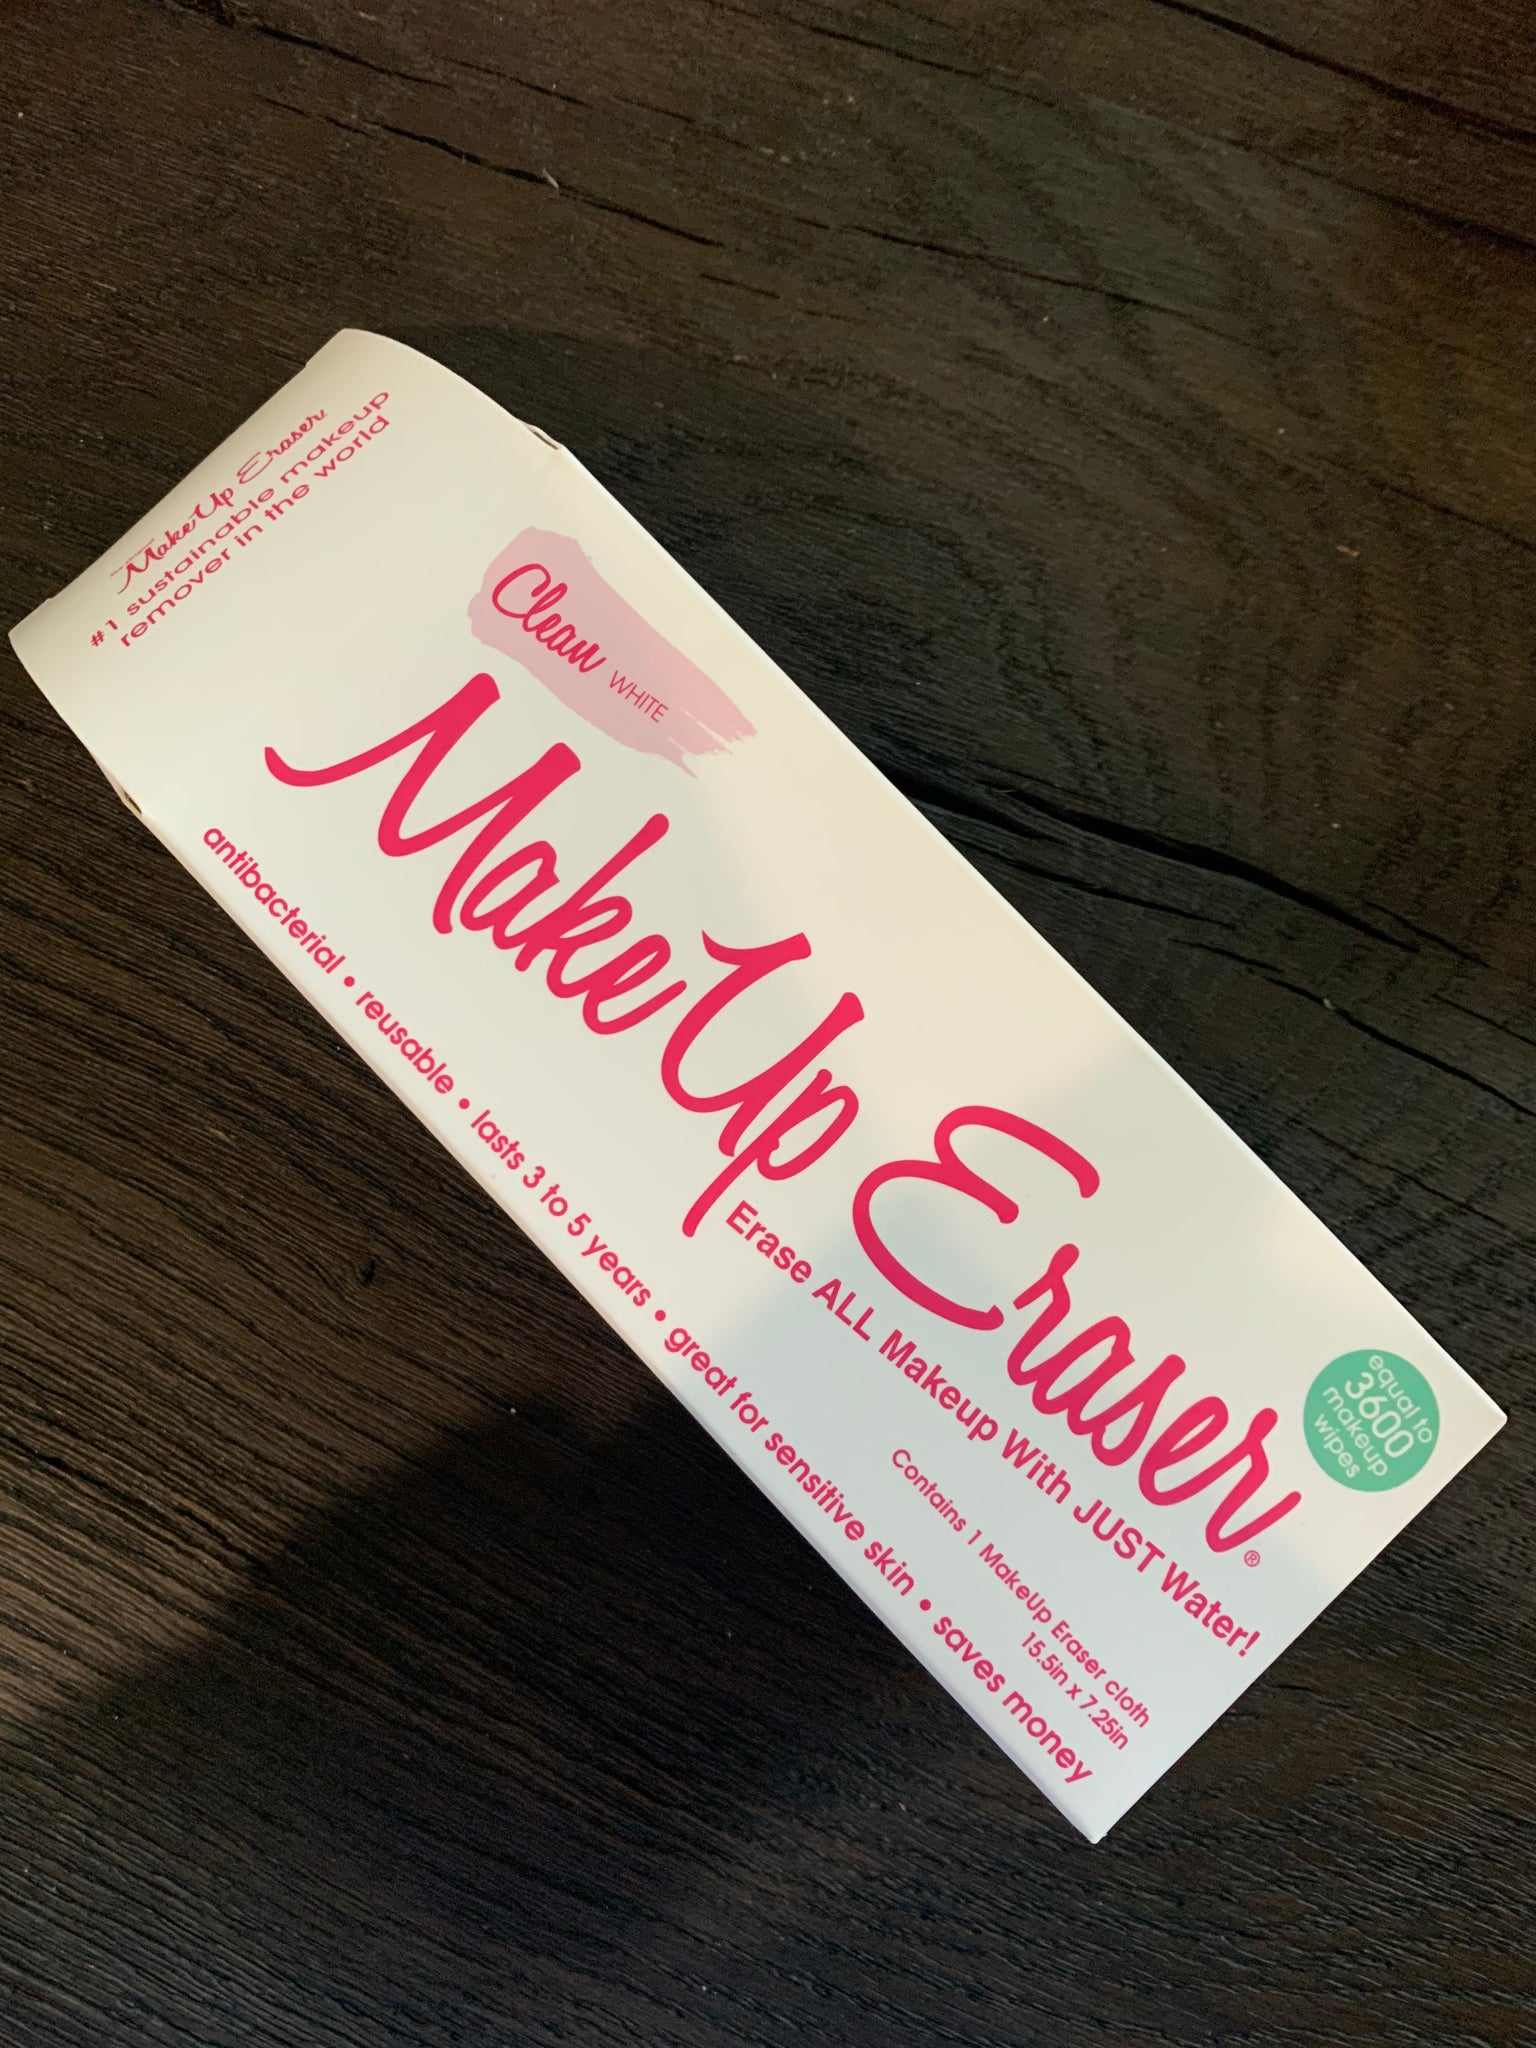 MakeUp Eraser
#1 sustainable makeup
remover in the world
Clean WHITE
MakeUp Eraser®
Erase ALL Makeup With JUST Water!
equal to
3600
makeup
wipes
Contains 1 MakeUp Eraser cloth
15.5in x 7.25in
antibacterial • reusable • lasts 3 to 5 years • great for sensitive skin • saves money